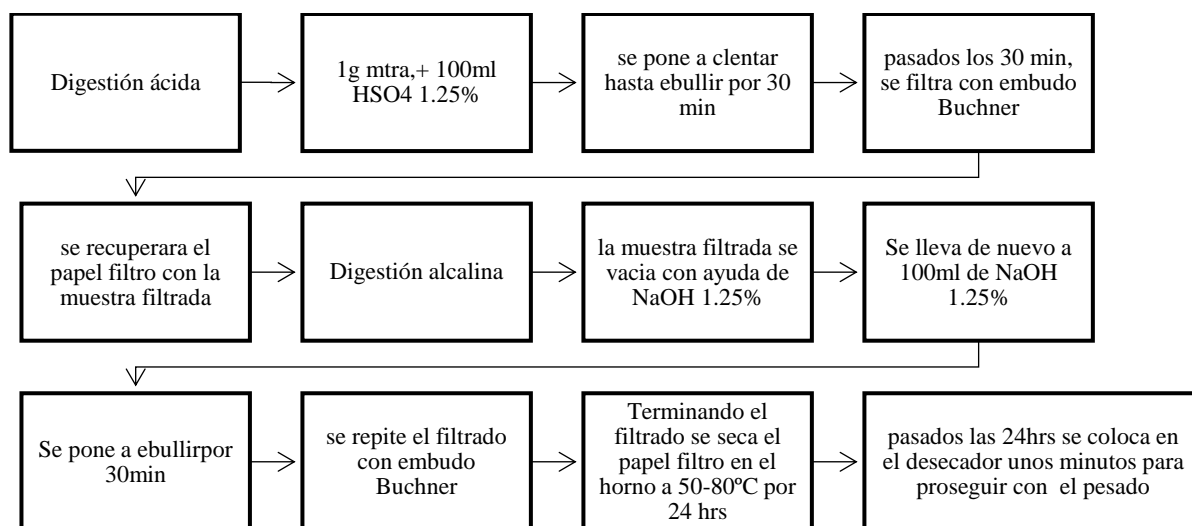 Digestión ácida
1g mtra,+ 100ml
HSO4 1.25%
se pone a clentar
hasta ebullir por 30
min
pasados los 30 min,
se filtra con embudo
Buchner
se recuperara el
papel filtro con la
muestra filtrada
Digestión alcalina
la muestra filtrada se
vacia con ayuda de
NaOH 1.25%
Se lleva de nuevo a
100ml de NaOH
1.25%
Se pone a ebullirpor
30min
se repite el filtrado
con embudo
Buchner
Terminando el
filtrado se seca el
papel filtro en el
horno a 50-80ºC por
24 hrs
pasados las 24hrs se coloca en
el desecador unos minutos para
proseguir con el pesado